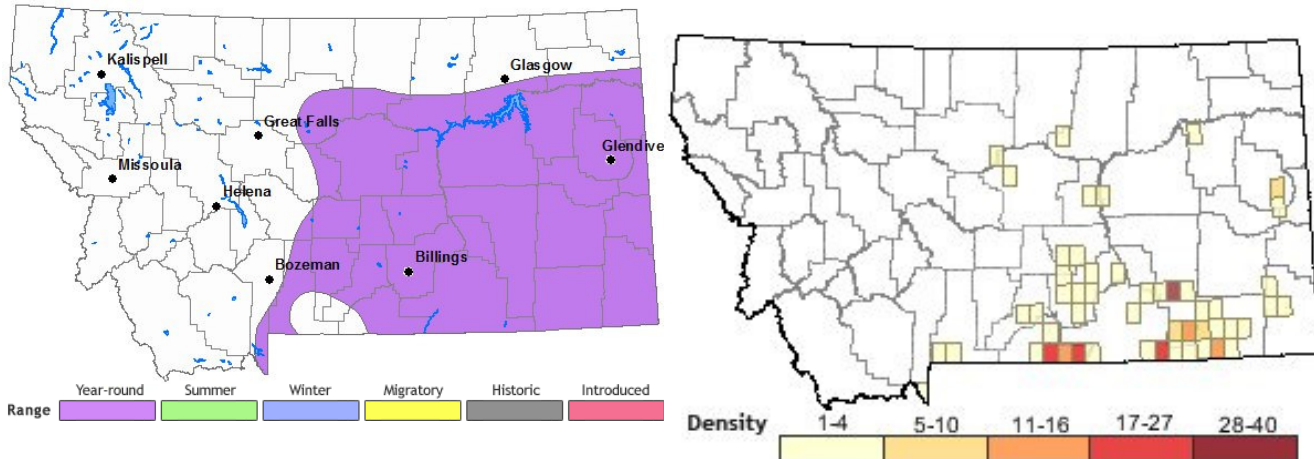 Kalispell
Glasgow
Great Falls
Glendive
Missoula
Helena
Billings
Bozeman
Year-round Summer Winter Migratory Historic Introduced
Range
Density 1-4 5-10 11-16 17-27 28-40